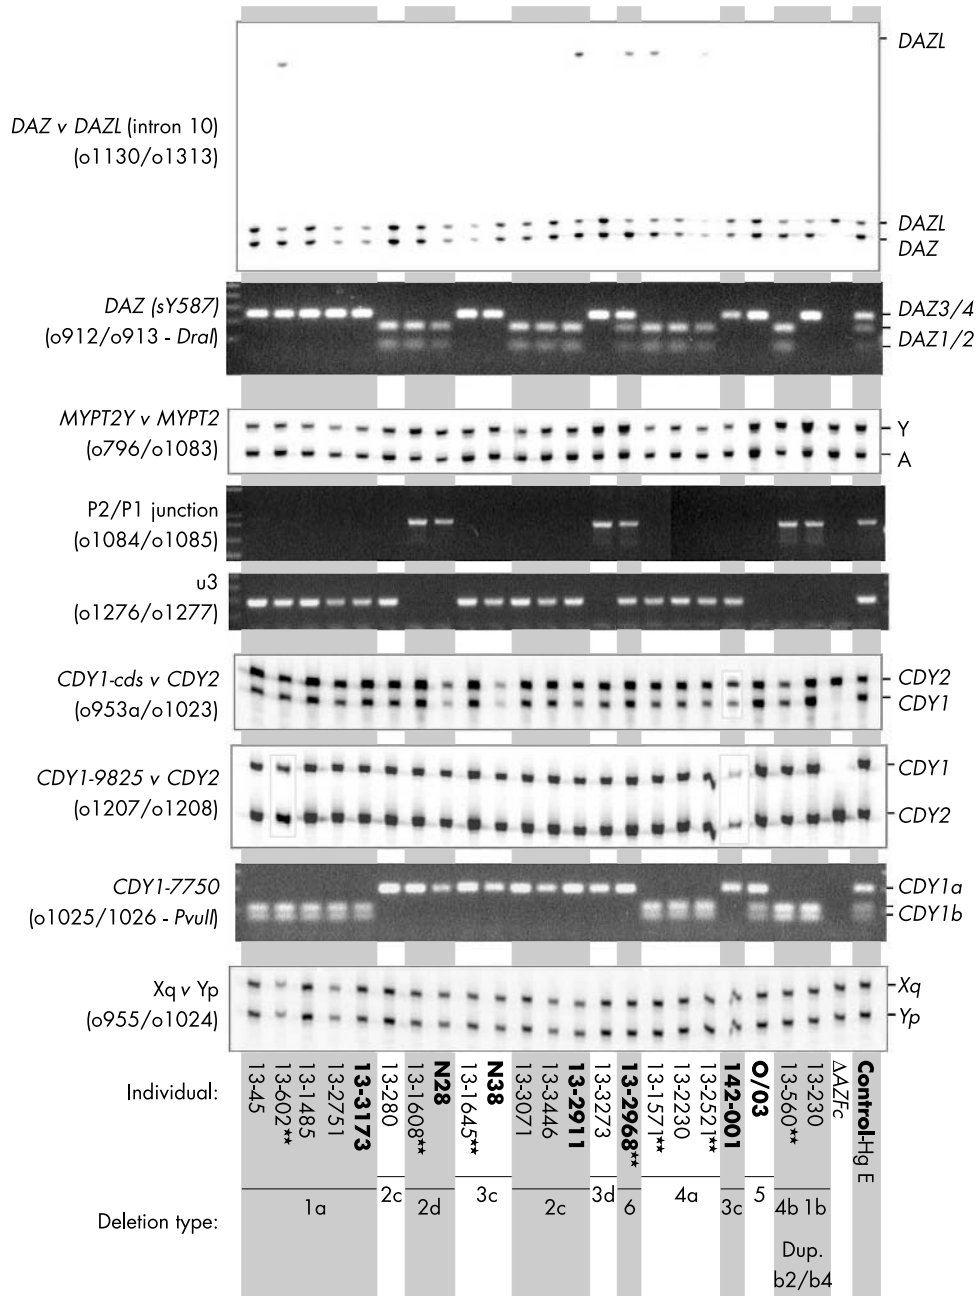 DAZL
DAZ v DAZL (intron 10)
(o1130/o1313)
DAZL
DAZ
DAZ (sY587)
(o912/o913 - DraI)
DAZ3/4
DAZ1/2
MYPT2Y v MYPT2
(o796/o1083)
Y
A
P2/P1 junction
(o1084/o1085)
u3
(o1276/o1277)
CDY1-cds v CDY2
(o953a/o1023)
CDY2
CDY1
CDY1-9825 v CDY2
(o1207/o1208)
CDY1
CDY2
CDY1-7750
(o1025/1026 - PvuII)
CDY1a
CDY1b
Xq v Yp
(o955/o1024)
Xq
Yp
Individual:
13-45
13-602**
13-1485
13-2751
13-3173
13-280
13-1608**
N28
13-1645**
N38
13-3071
13-3446
13-2911
13-3273
13-2968**
13-1571**
13-2230
13-2521**
142-001
O/03
13-560**
13-230
ΔAZFc
Control-Hg E
Deletion type:
1a 2c 2d 3c 2c 3d 6 4a 3c 5 4b 1b
Dup.
b2/b4